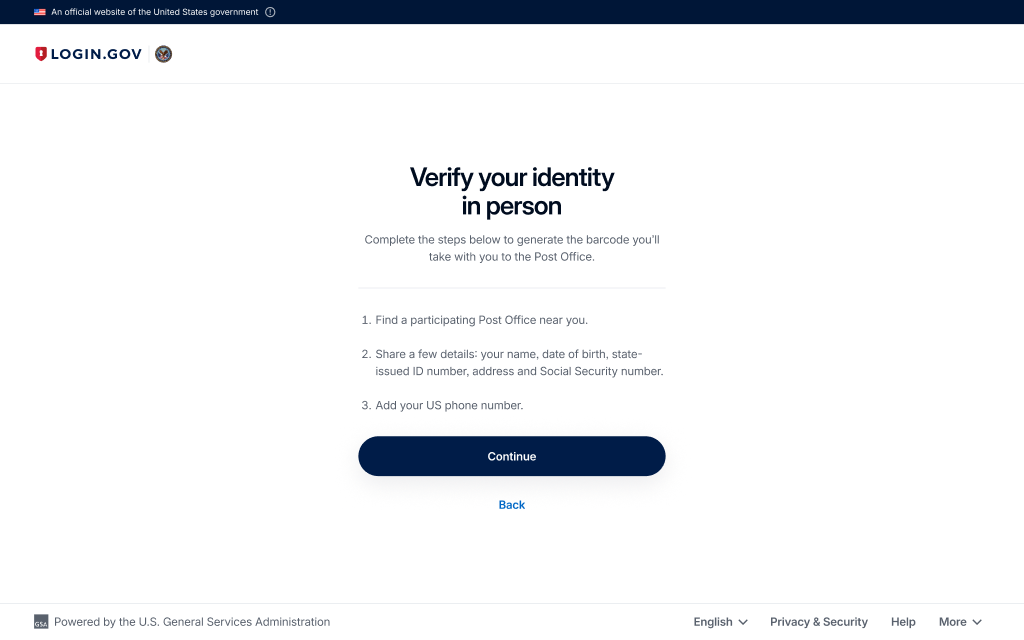 An official website of the United States government
LOGIN.GOV
Verify your identity
in person
Complete the steps below to generate the barcode you'll
take with you to the Post Office.
1. Find a participating Post Office near you.
2. Share a few details: your name, date of birth, state-
issued ID number, address and Social Security number.
3. Add your US phone number.
Continue
Back
GSA Powered by the U.S. General Services Administration
English
Privacy & Security
Help
More